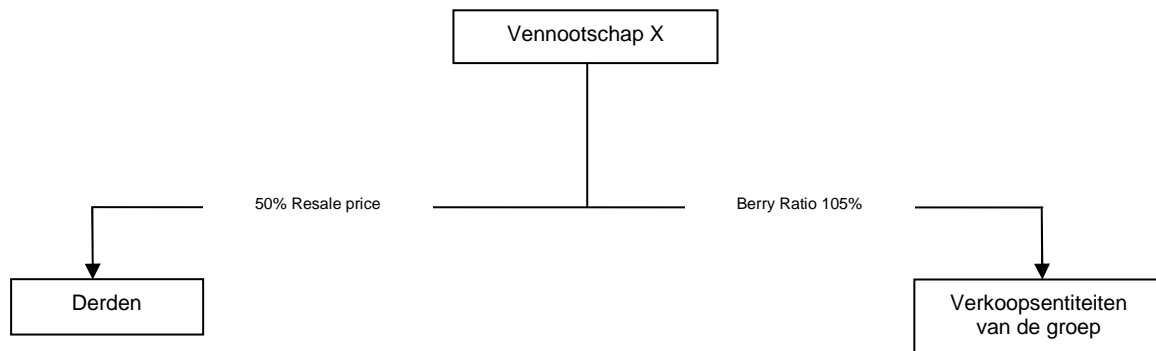 Vennootschap X
50% Resale price
Berry Ratio 105%
Derden
Verkoopsentiteiten
van de groep